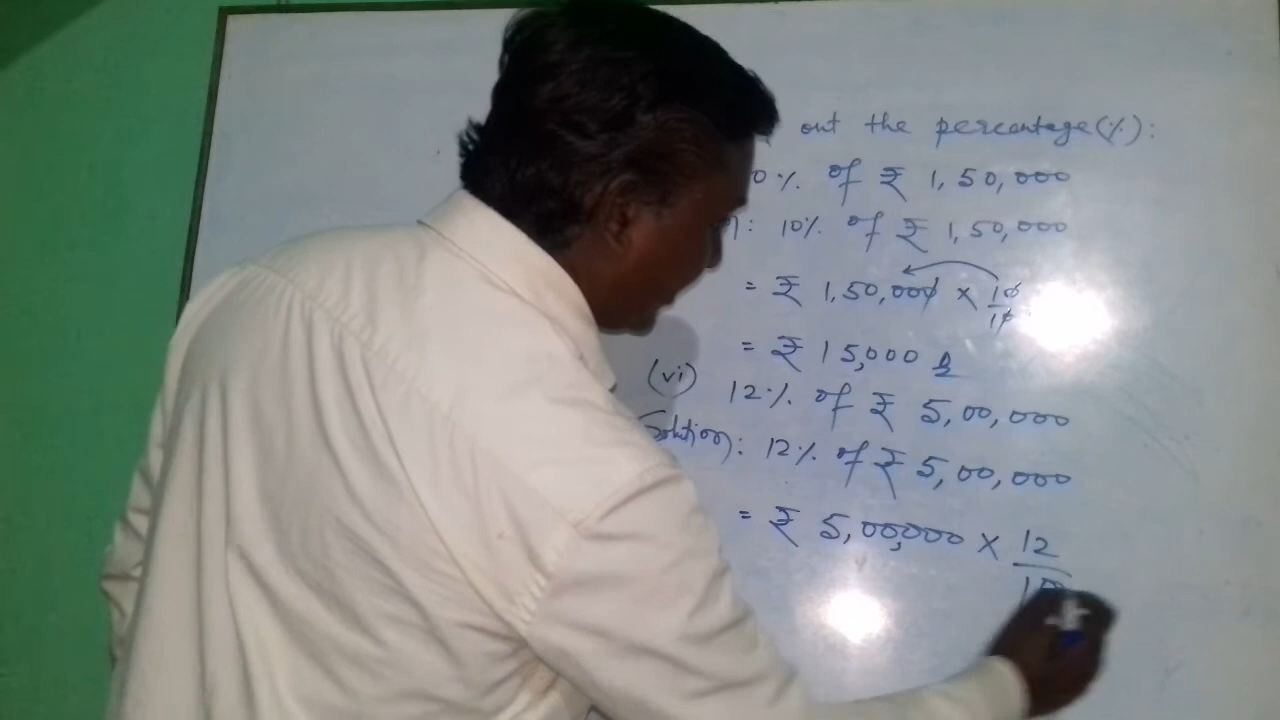 out the percentage(%):
0% of ₹ 1,50,000
: 10% of ₹ 1,50,000
= ₹ 1,50,000 × 10/10
= ₹ 15,000
(vi) 12% of ₹ 5,00,000
Solution: 12% of ₹ 5,00,000
= ₹ 5,00,000 × 12/100